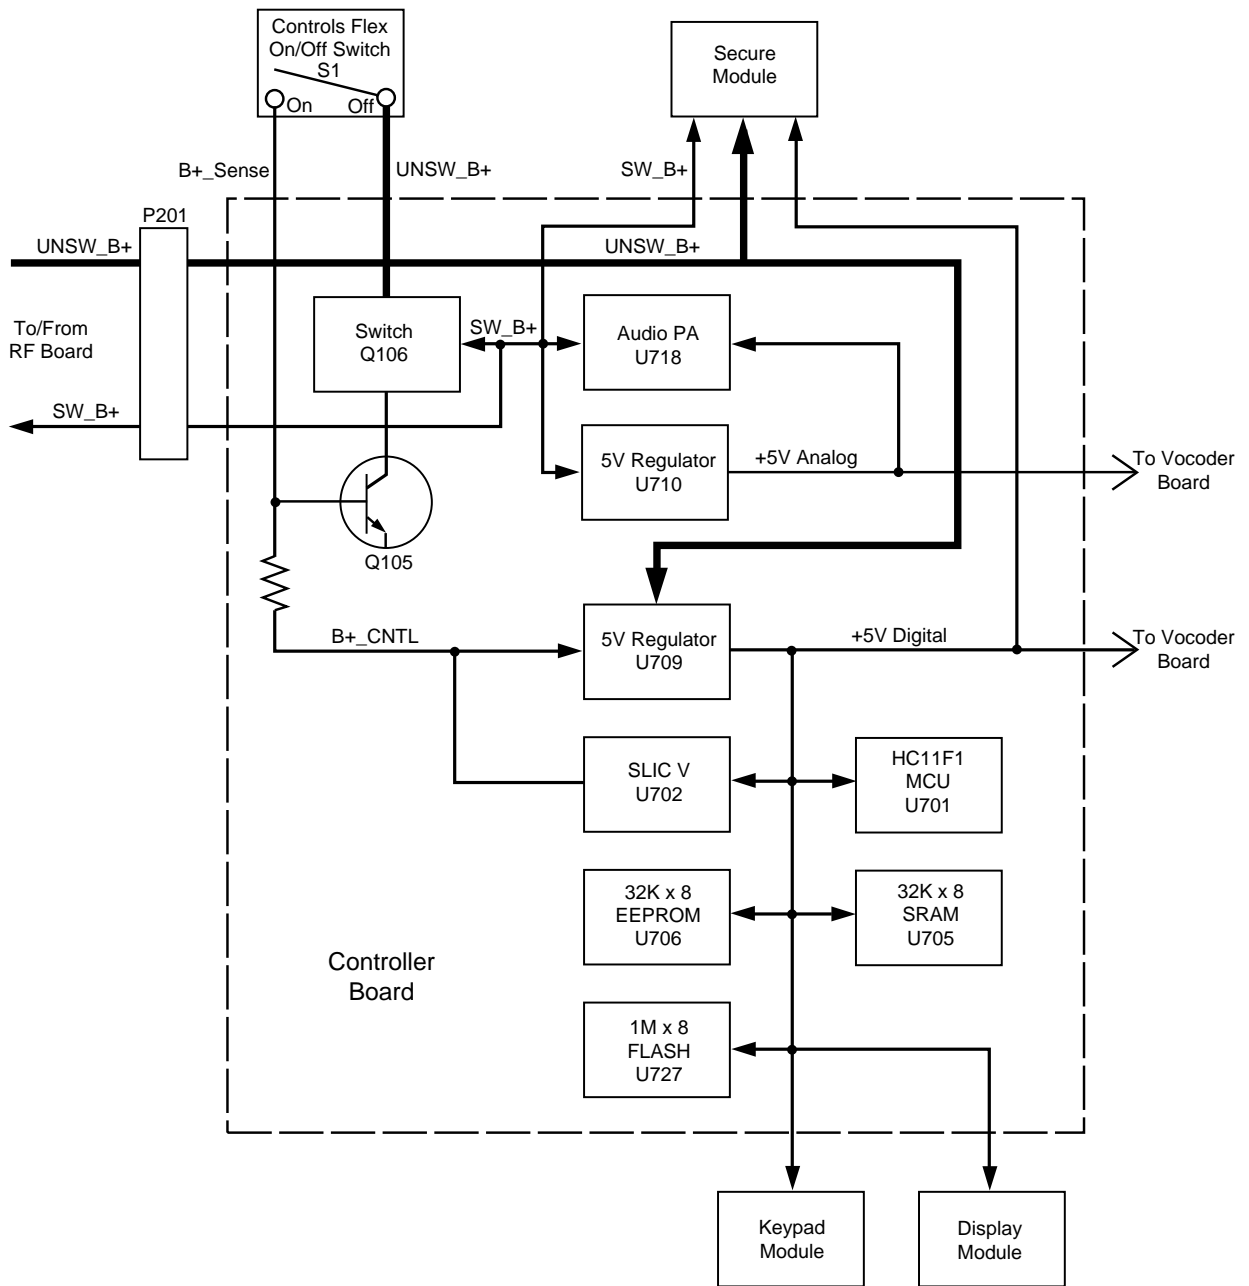 Controls Flex
On/Off Switch
S1
On
Off
Secure
Module
B+_Sense
UNSW_B+
SW_B+
P201
UNSW_B+
UNSW_B+
To/From
RF Board
Switch
Q106
SW_B+
Audio PA
U718
SW_B+
5V Regulator
U710
+5V Analog
To Vocoder
Board
Q105
B+_CNTL
5V Regulator
U709
+5V Digital
To Vocoder
Board
SLIC V
U702
HC11F1
MCU
U701
32K x 8
EEPROM
U706
32K x 8
SRAM
U705
Controller
Board
1M x 8
FLASH
U727
Keypad
Module
Display
Module